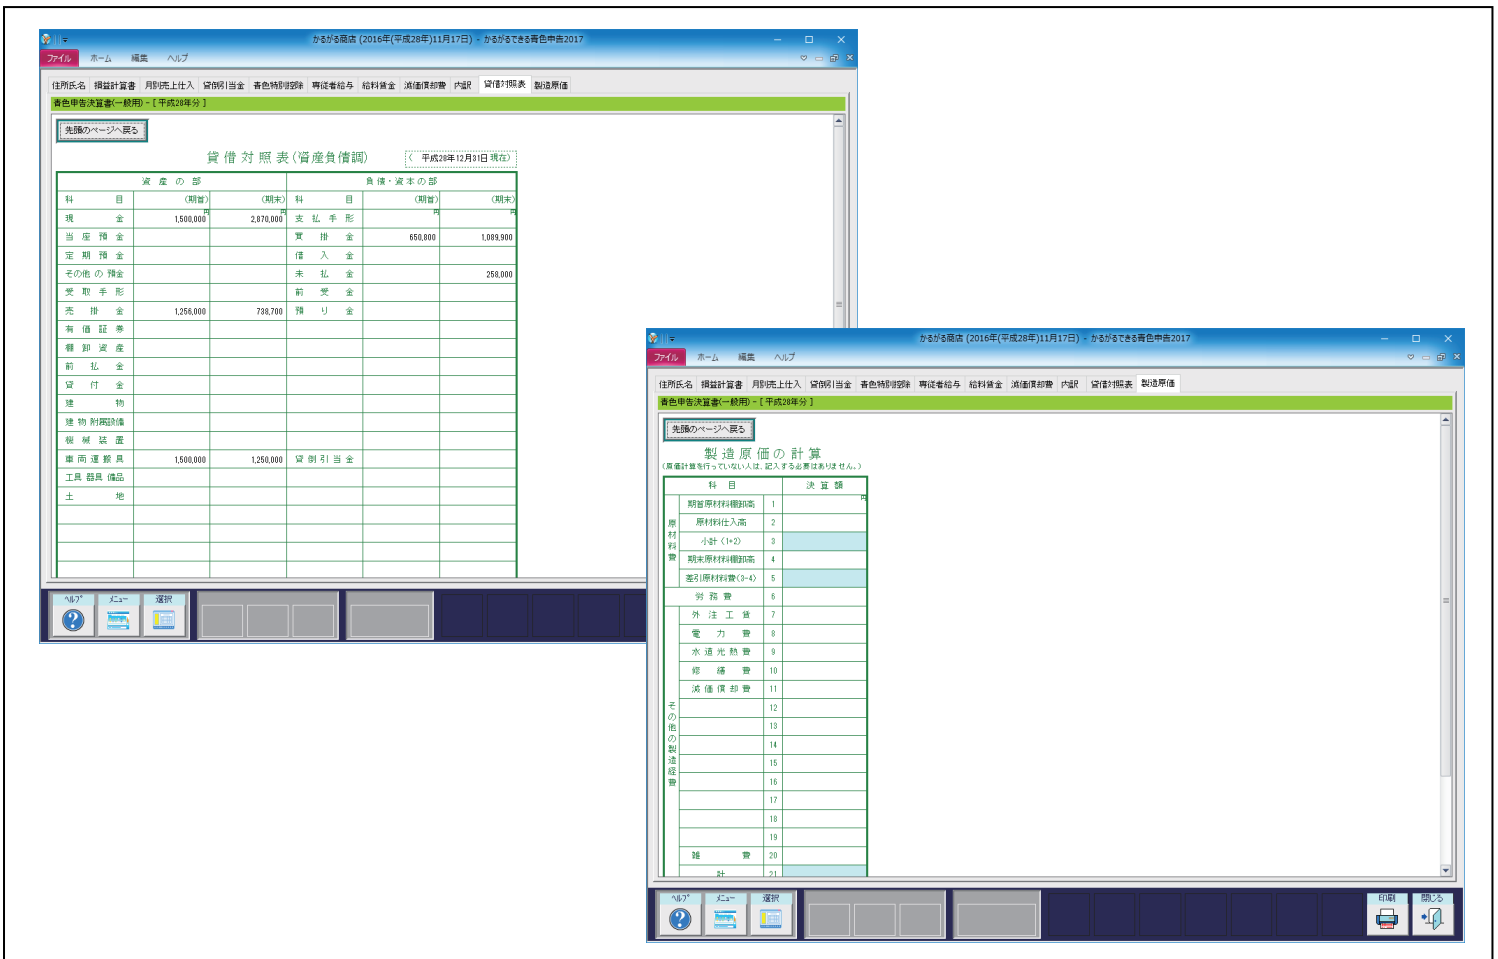 かるがる商店 (2016年(平成28年)11月17日) - かるがるできる青色申告2017
ファイル ホーム 編集 ヘルプ
住所氏名 損益計算書 月別売上仕入 貸倒引当金 青色特別控除 専従者給与 給料賃金 減価償却費 内訳 貸借対照表 製造原価
青色申告決算書(一般用) - [ 平成28年分 ]
先頭のページへ戻る
貸借対照表(資産負債調) ( 平成28年12月31日 現在)
資産の部 負債・資本の部
科 目 (期首) (期末) 科 目 (期首) (期末)
現 金 1,500,000円 2,870,000円 支払手形 円 円
当座預金 買掛金 650,800 1,089,900
定期預金 借入金
その他の預金 未払金 258,000
受取手形 前受金
売掛金 1,256,000 738,700 預り金
有価証券
棚卸資産
前払金
貸付金
建物
建物附属設備
機械装置
車両運搬具 1,500,000 1,250,000 貸倒引当金
工具器具備品
土地
ヘルプ メニュー 選択
かるがる商店 (2016年(平成28年)11月17日) - かるがるできる青色申告2017
ファイル ホーム 編集 ヘルプ
住所氏名 損益計算書 月別売上仕入 貸倒引当金 青色特別控除 専従者給与 給料賃金 減価償却費 内訳 貸借対照表 製造原価
青色申告決算書(一般用) - [ 平成28年分 ]
先頭のページへ戻る
製造原価の計算
(原価計算を行っていない人は、記入する必要はありません。)
科 目 決算額
原材料費
期首原材料棚卸高 1 円
原材料仕入高 2
小計 (1+2) 3
期末原材料棚卸高 4
差引原材料費(3-4) 5
労務費 6
その他の製造経費
外注工賃 7
電力費 8
水道光熱費 9
修繕費 10
減価償却費 11
12
13
14
15
16
17
18
19
雑費 20
計 21
ヘルプ メニュー 選択 印刷 閉じる